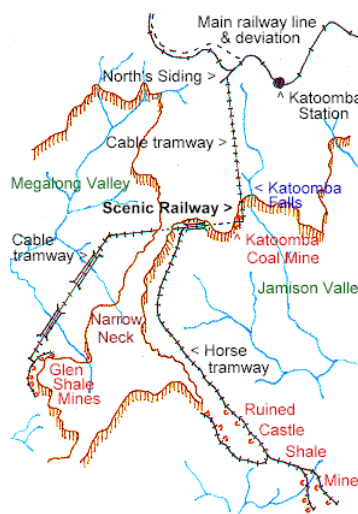 Main railway line
& deviation
North's Siding >
^ Katoomba
Station
Cable tramway >
Megalong Valley
< Katoomba
Falls
Scenic Railway >
^ Katoomba
Coal Mine
Cable
tramway >
Jamison Valle
Narrow
Neck
< Horse
tramway
Glen
Shale
Mines
Ruined
Castle
Shale
Mine